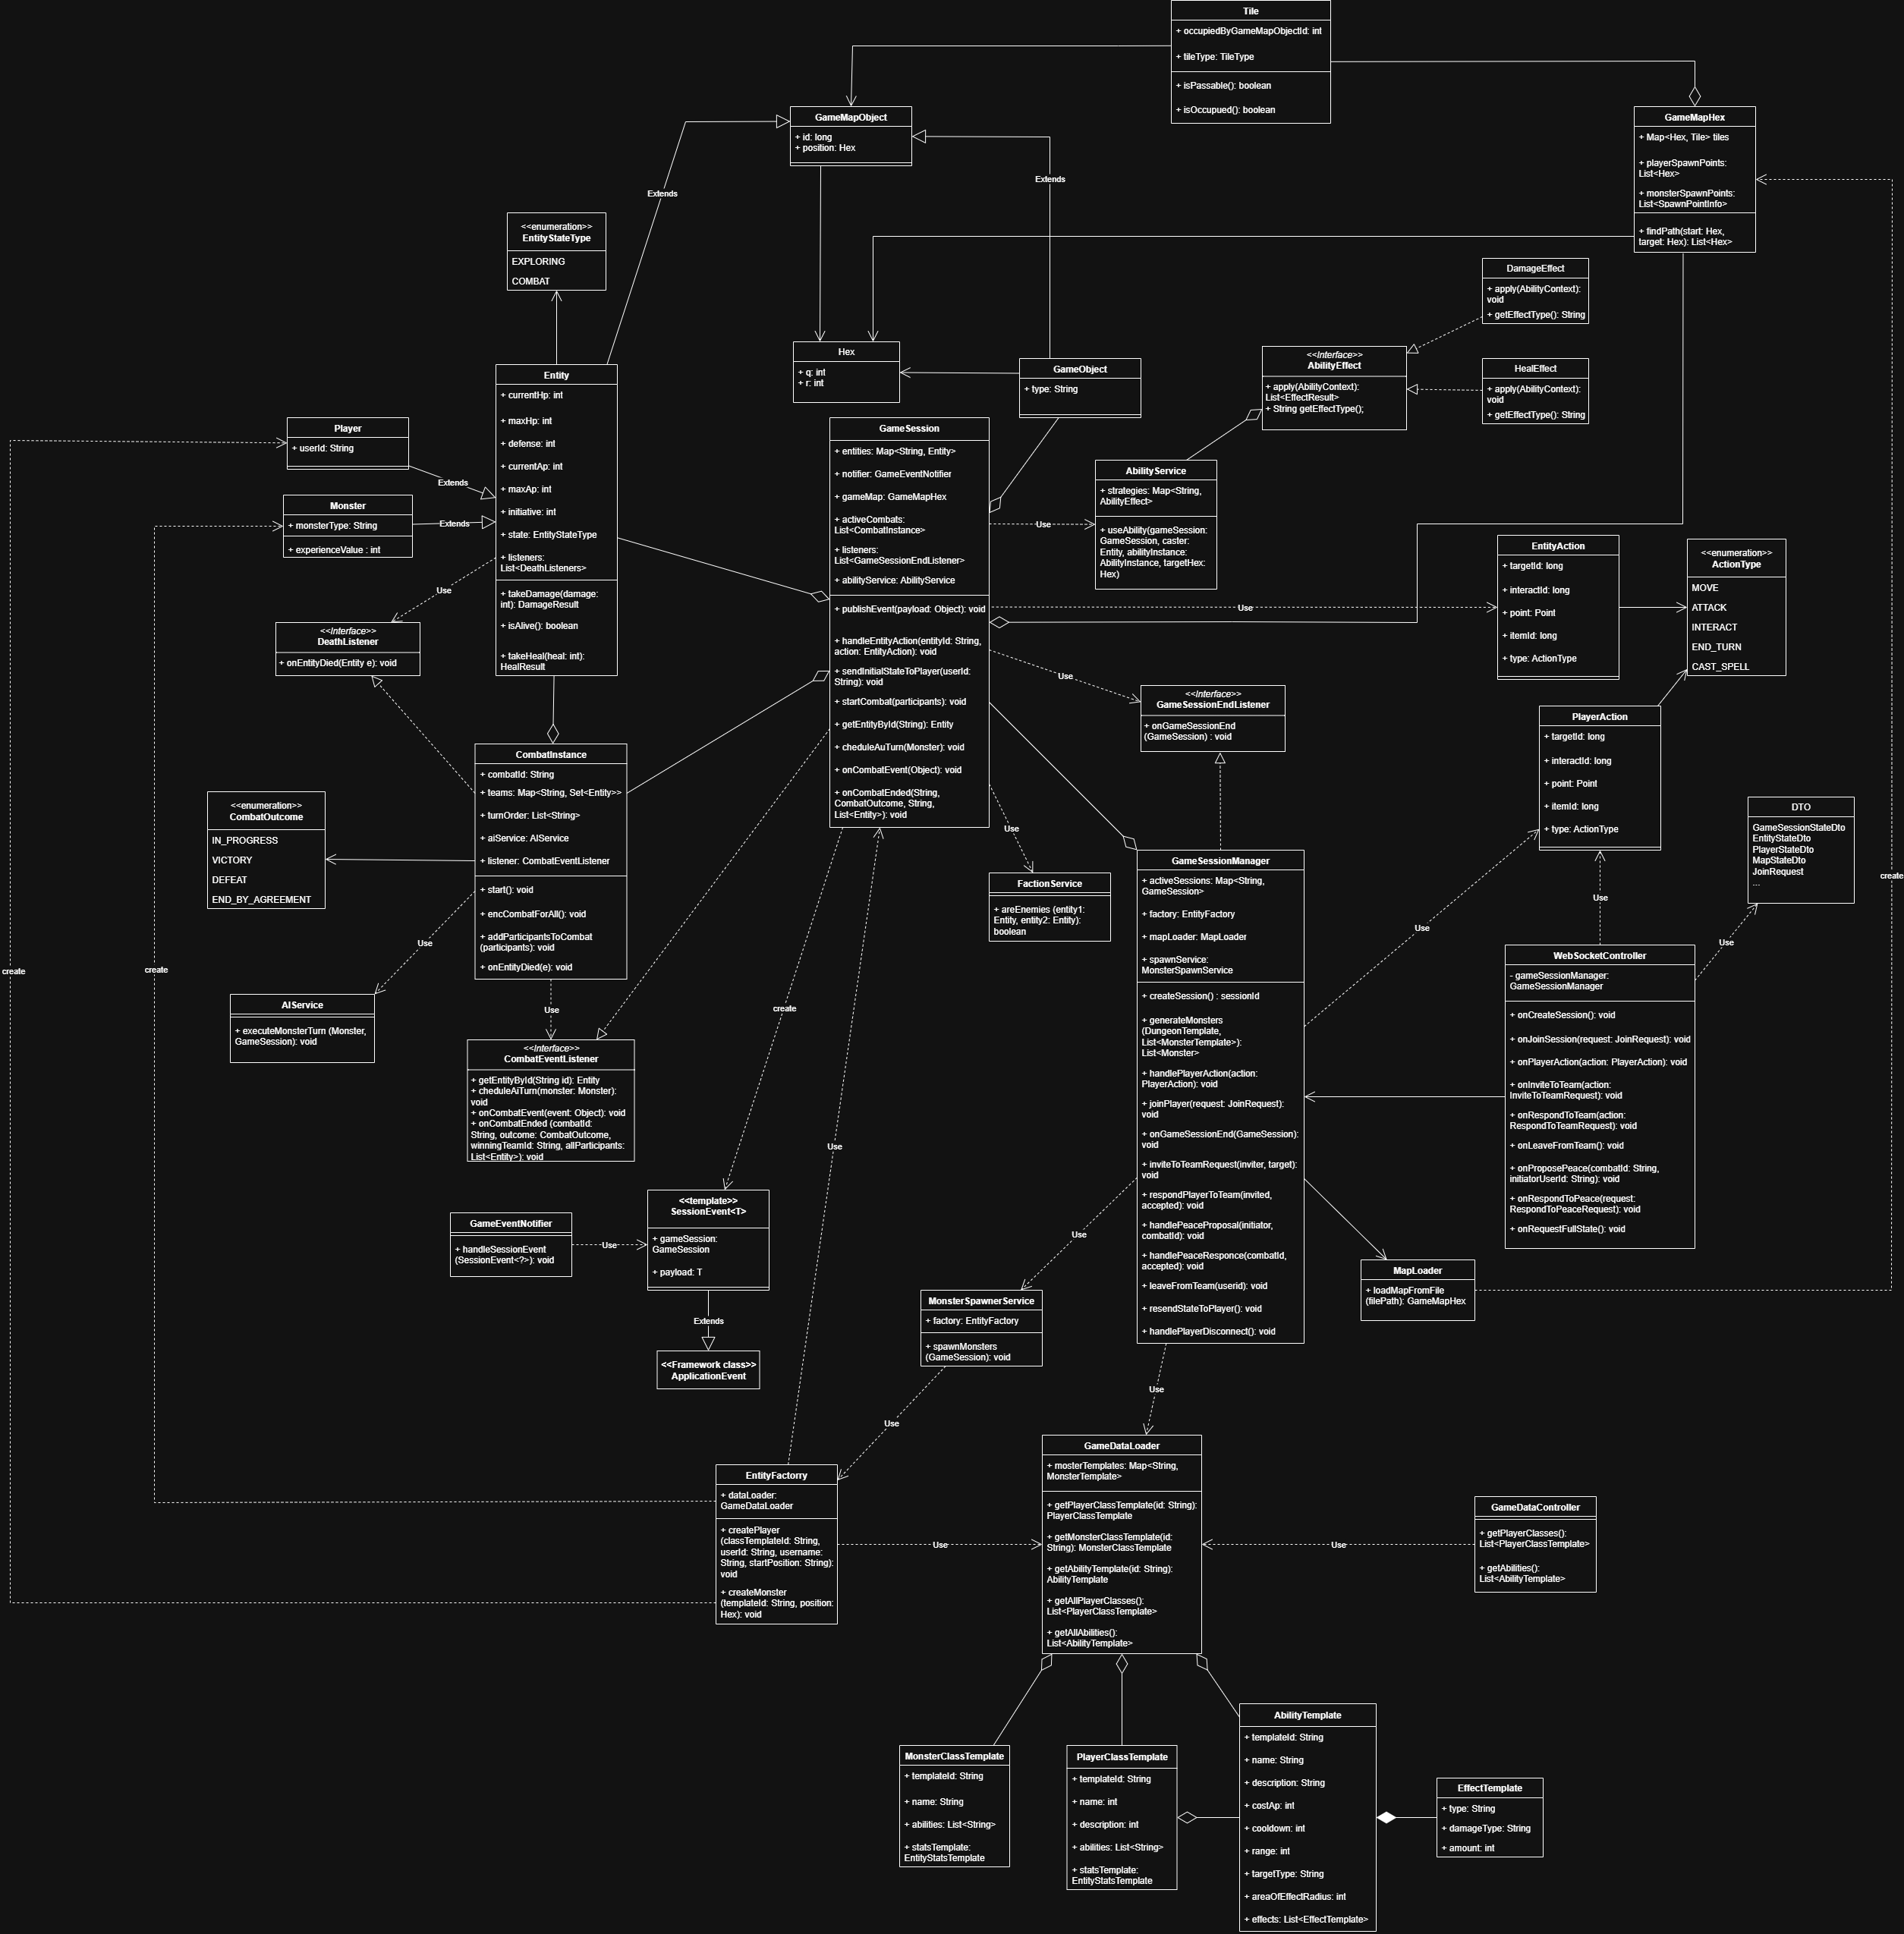 Tile
+ occupiedByGameMapObjectId: int
+ tileType: TileType
+ isPassable(): boolean
+ isOccupued(): boolean
GameMapObject
+ id: long
+ position: Hex
GameMapHex
+ Map<Hex, Tile> tiles
+ playerSpawnPoints:
List<Hex>
+ monsterSpawnPoints:
List<SpawnPointInfo>
+ findPath(start: Hex,
target: Hex): List<Hex>
Extends
Extends
<<enumeration>>
EntityStateType
EXPLORING
COMBAT
DamageEffect
+ apply(AbilityContext):
void
+ getEffectType(): String
Hex
+ q: int
+ r: int
<<Interface>>
AbilityEffect
+ apply(AbilityContext):
List<EffectResult>
+ String getEffectType();
HealEffect
+ apply(AbilityContext):
void
+ getEffectType(): String
GameObject
+ type: String
Entity
+ currentHp: int
+ maxHp: int
+ defense: int
+ currentAp: int
+ maxAp: int
+ initiative: int
+ state: EntityStateType
+ listeners:
List<DeathListeners>
+ takeDamage(damage:
int): DamageResult
+ isAlive(): boolean
+ takeHeal(heal: int):
HealResult
Player
+ userId: String
Extends
Monster
+ monsterType: String
+ experienceValue : int
Extends
GameSession
+ entities: Map<String, Entity>
+ notifier: GameEventNotifier
+ gameMap: GameMapHex
+ activeCombats:
List<CombatInstance>
+ listeners:
List<GameSessionEndListener>
+ abilityService: AbilityService
+ publishEvent(payload: Object): void
+ handleEntityAction(entityId: String,
action: EntityAction): void
+ sendInitialStateToPlayer(userId:
String): void
+ startCombat(participants): void
+ getEntityById(String): Entity
+ cheduleAuTurn(Monster): void
+ onCombatEvent(Object): void
+ onCombatEnded(String,
CombatOutcome, String,
List<Entity>): void
AbilityService
+ strategies: Map<String,
AbilityEffect>
+ useAbility(gameSession:
GameSession, caster:
Entity, abilityInstance:
AbilityInstance, targetHex:
Hex)
Use
Use
EntityAction
+ targetId: long
+ interactId: long
+ point: Point
+ itemId: long
+ type: ActionType
<<enumeration>>
ActionType
MOVE
ATTACK
INTERACT
END_TURN
CAST_SPELL
Use
<<Interface>>
DeathListener
+ onEntityDied(Entity e): void
Use
<<Interface>>
GameSessionEndListener
+ onGameSessionEnd
(GameSession) : void
PlayerAction
+ targetId: long
+ interactId: long
+ point: Point
+ itemId: long
+ type: ActionType
CombatInstance
+ combatId: String
+ teams: Map<String, Set<Entity>>
+ turnOrder: List<String>
+ aiService: AIService
+ listener: CombatEventListener
+ start(): void
+ encCombatForAll(): void
+ addParticipantsToCombat
(participants): void
+ onEntityDied(e): void
<<enumeration>>
CombatOutcome
IN_PROGRESS
VICTORY
DEFEAT
END_BY_AGREEMENT
DTO
GameSessionStateDto
EntityStateDto
PlayerStateDto
MapStateDto
JoinRequest
...
Use
create
FactionService
+ areEnemies (entity1:
Entity, entity2: Entity):
boolean
GameSessionManager
+ activeSessions: Map<String,
GameSession>
+ factory: EntityFactory
+ mapLoader: MapLoader
+ spawnService:
MonsterSpawnService
+ createSession() : sessionId
+ generateMonsters
(DungeonTemplate,
List<MonsterTemplate>):
List<Monster>
+ handlePlayerAction(action:
PlayerAction): void
+ joinPlayer(request: JoinRequest):
void
+ onGameSessionEnd(GameSession):
void
+ inviteToTeamRequest(inviter, target):
void
+ respondPlayerToTeam(invited,
accepted): void
+ handlePeaceProposal(initiator,
combatId): void
+ handlePeaceResponce(combatId,
accepted): void
+ leaveFromTeam(userid): void
+ resendStateToPlayer(): void
+ handlePlayerDisconnect(): void
Use
Use
Use
WebSocketController
- gameSessionManager:
GameSessionManager
+ onCreateSession(): void
+ onJoinSession(request: JoinRequest): void
+ onPlayerAction(action: PlayerAction): void
+ onInviteToTeam(action:
InviteToTeamRequest): void
+ onRespondToTeam(action:
RespondToTeamRequest): void
+ onLeaveFromTeam(): void
+ onProposePeace(combatId: String,
initiatorUserId: String): void
+ onRespondToPeace(request:
RespondToPeaceRequest): void
+ onRequestFullState(): void
create
create
Use
AIService
+ executeMonsterTurn (Monster,
GameSession): void
Use
create
<<Interface>>
CombatEventListener
+ getEntityById(String id): Entity
+ cheduleAiTurn(monster: Monster):
void
+ onCombatEvent(event: Object): void
+ onCombatEnded (combatId:
String, outcome: CombatOutcome,
winningTeamId: String, allParticipants:
List<Entity>): void
Use
<<template>>
SessionEvent<T>
+ gameSession:
GameSession
+ payload: T
GameEventNotifier
+ handleSessionEvent
(SessionEvent<?>): void
Use
Use
MapLoader
+ loadMapFromFile
(filePath): GameMapHex
MonsterSpawnerService
+ factory: EntityFactory
+ spawnMonsters
(GameSession): void
Extends
<<Framework class>>
ApplicationEvent
Use
Use
GameDataLoader
+ mosterTemplates: Map<String,
MonsterTemplate>
+ getPlayerClassTemplate(id: String):
PlayerClassTemplate
+ getMonsterClassTemplate(id:
String): MonsterClassTemplate
+ getAbilityTemplate(id: String):
AbilityTemplate
+ getAllPlayerClasses():
List<PlayerClassTemplate>
+ getAllAbilities():
List<AbilityTemplate>
EntityFactorry
+ dataLoader:
GameDataLoader
+ createPlayer
(classTemplateId: String,
userId: String, username:
String, startPosition: String):
void
+ createMonster
(templateId: String, position:
Hex): void
Use
Use
GameDataController
+ getPlayerClasses():
List<PlayerClassTemplate>
+ getAbilities():
List<AbilityTemplate>
MonsterClassTemplate
+ templateId: String
+ name: String
+ abilities: List<String>
+ statsTemplate:
EntityStatsTemplate
PlayerClassTemplate
+ templateId: String
+ name: int
+ description: int
+ abilities: List<String>
+ statsTemplate:
EntityStatsTemplate
AbilityTemplate
+ templateId: String
+ name: String
+ description: String
+ costAp: int
+ cooldown: int
+ range: int
+ targetType: String
+ areaOfEffectRadius: int
+ effects: List<EffectTemplate>
EffectTemplate
+ type: String
+ damageType: String
+ amount: int